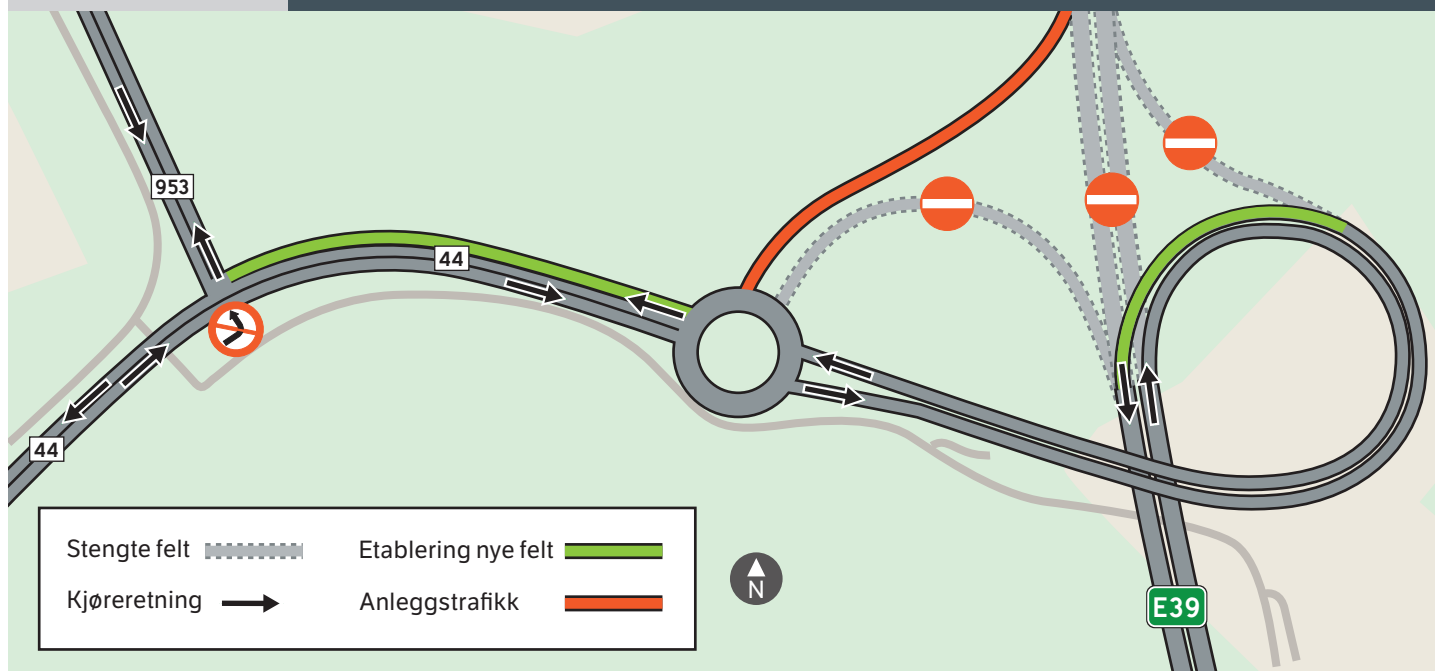 953
44
44
Stengte felt
Etablering nye felt
Kjøreretning
Anleggstrafikk
N
E39